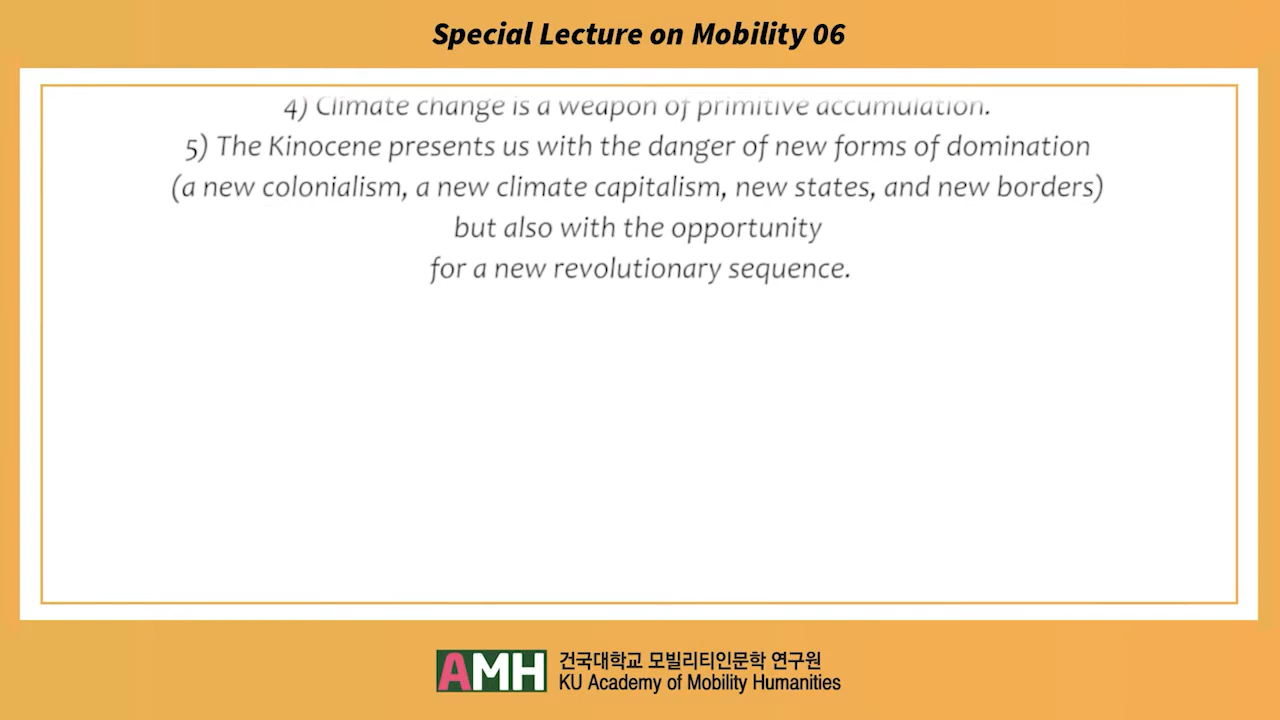 Special Lecture on Mobility 06
4) Climate change is a weapon of primitive accumulation.
5) The Kinocene presents us with the danger of new forms of domination
(a new colonialism, a new climate capitalism, new states, and new borders)
but also with the opportunity
for a new revolutionary sequence.
AMH
건국대학교 모빌리티인문학 연구원
KU Academy of Mobility Humanities